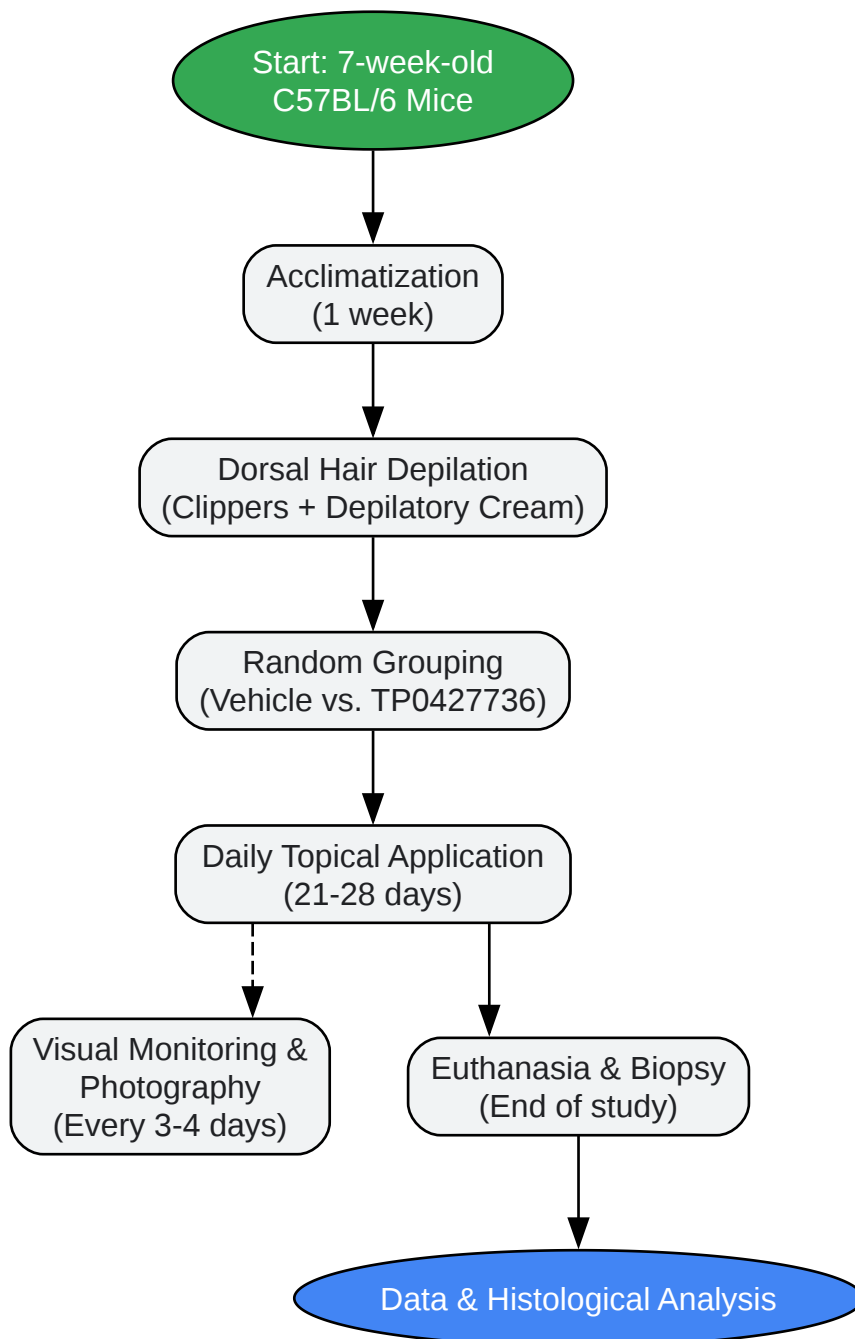 Start: 7-week-old
C57BL/6 Mice
Acclimatization
(1 week)
Dorsal Hair Depilation
(Clippers + Depilatory Cream)
Random Grouping
(Vehicle vs. TP0427736)
Daily Topical Application
(21-28 days)
Visual Monitoring &
Photography
(Every 3-4 days)
Euthanasia & Biopsy
(End of study)
Data & Histological Analysis